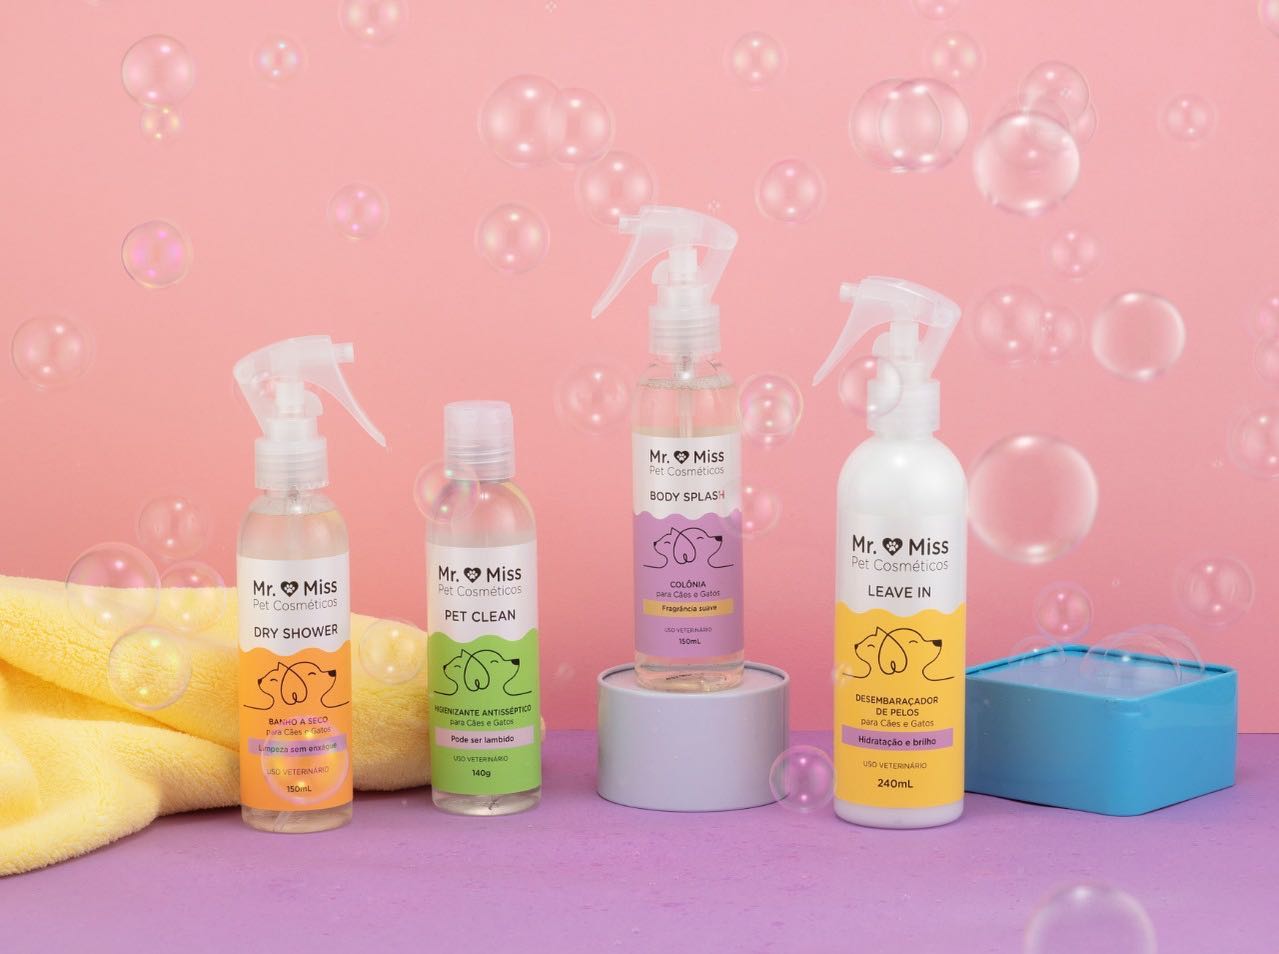 Mr. Miss
Pet Cosméticos
DRY SHOWER
BANHO A SECO
para Cães e Gatos
Limpeza sem enxágue
USO VETERINÁRIO
150mL
Mr. Miss
Pet Cosméticos
PET CLEAN
HIGIENIZANTE ANTISSÉPTICO
para Cães e Gatos
Pode ser lambido
USO VETERINÁRIO
140g
Mr. Miss
Pet Cosméticos
BODY SPLASH
COLÔNIA
para Cães e Gatos
Fragrância suave
USO VETERINÁRIO
150mL
Mr. Miss
Pet Cosméticos
LEAVE IN
DESEMBARAÇADOR
DE PELOS
para Cães e Gatos
Hidratação e brilho
USO VETERINÁRIO
240mL